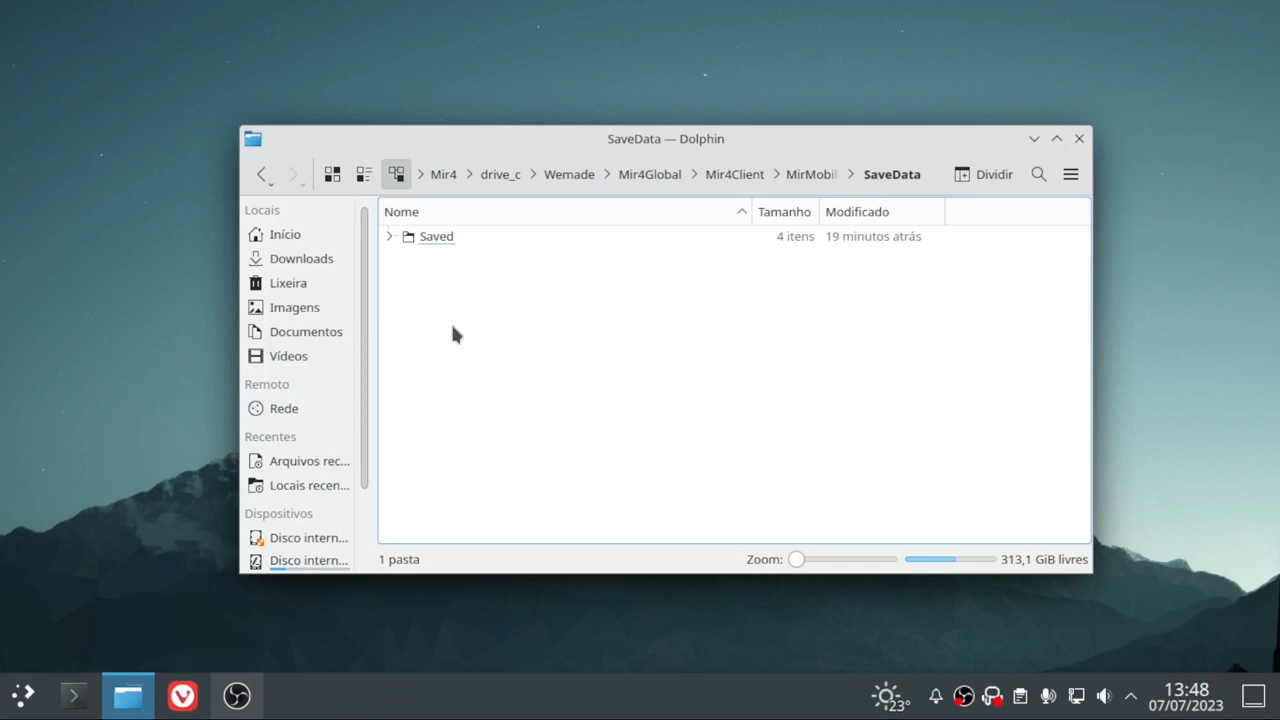 SaveData — Dolphin
Mir4 drive_c Wemade Mir4Global Mir4Client MirMobil SaveData Dividir
Locais
Início
Downloads
Lixeira
Imagens
Documentos
Vídeos
Remoto
Rede
Recentes
Arquivos rec...
Locais recen...
Dispositivos
Disco intern...
Disco intern...
Nome Tamanho Modificado
Saved 4 itens 19 minutos atrás
1 pasta Zoom: 313,1 GiB livres
23°
13:48
07/07/2023